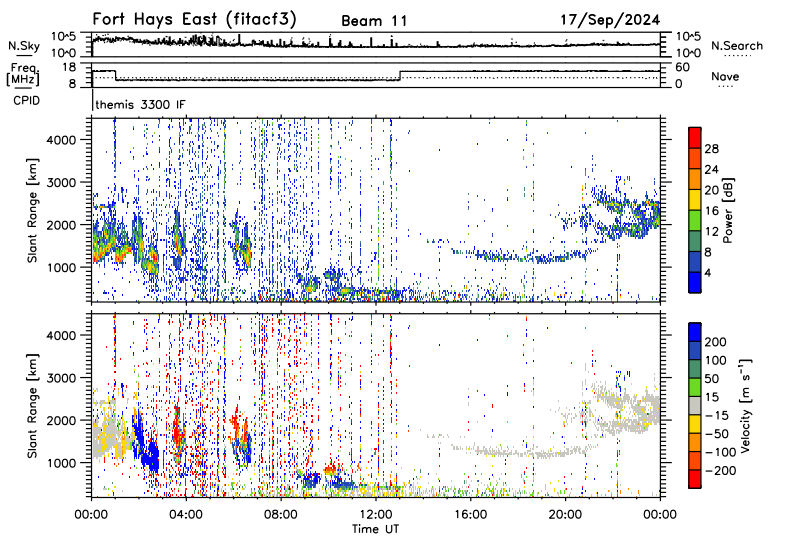 Fort Hays East (fitacf3) Beam 11 17/Sep/2024
N.Sky 10^5 10^0 10^5 10^0 N.Search
Freq. [MHz] 18 8 60 0 Nave
CPID themis 3300 IF
Slant Range [km] 4000 3000 2000 1000
Power [dB] 28 24 20 16 12 8 4
Slant Range [km] 4000 3000 2000 1000
Velocity [m s⁻¹] 200 100 50 15 −15 −50 −100 −200
00:00 04:00 08:00 12:00 16:00 20:00 00:00
Time UT